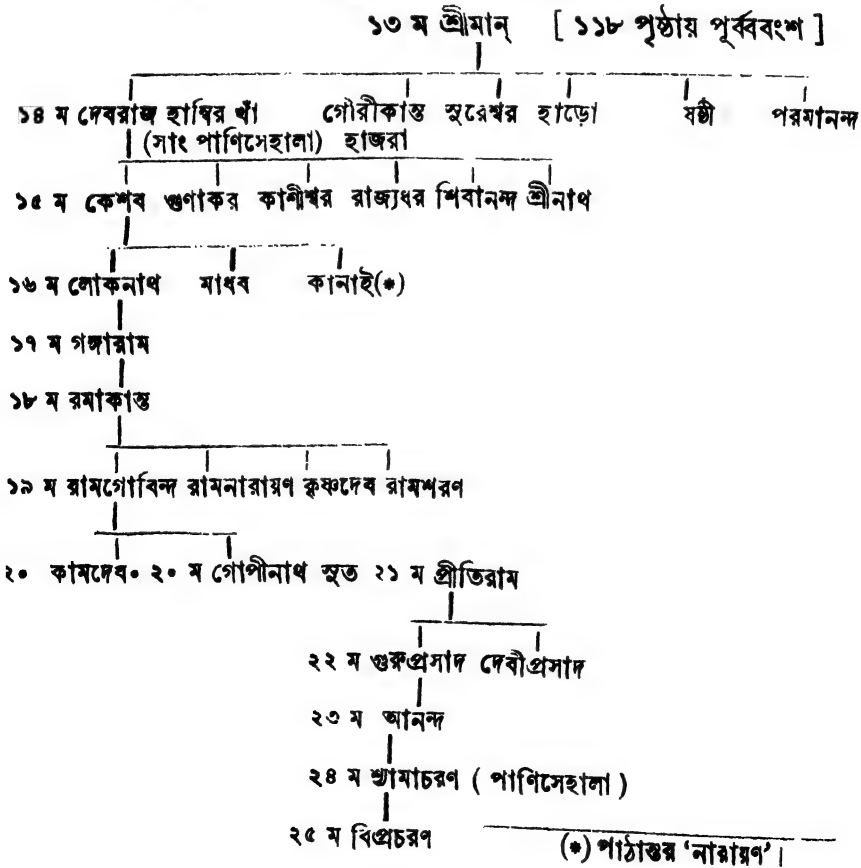 ১৩ ম শ্রীমান্ [ ১১৮ পৃষ্ঠায় পূর্ব্ববংশ ]
১৪ ম দেবরাজ হাম্বির খাঁ গৌরীকান্ত সুরেশ্বর হাড়ো ষষ্ঠী পরমানন্দ
(সাং পাণিসেহালা) হাজরা
১৫ ম কেশব গুণাকর কাশীশ্বর রাজ্যধর শিবানন্দ শ্রীনাথ
১৬ ম লোকনাথ মাধব কানাই(*)
১৭ ম গঙ্গারাম
১৮ ম রমাকান্ত
১৯ ম রামগোবিন্দ রামনারায়ণ কৃষ্ণদেব রামশরণ
২০ কামদেব॰ ২০ ম গোপীনাথ সুত ২১ ম প্রীতিরাম
২২ ম গুরুপ্রসাদ দেবীপ্রসাদ
২৩ ম আনন্দ
২৪ ম শ্যামাচরণ ( পাণিসেহালা )
২৫ ম বিপ্রচরণ
(*) পাঠান্তর ‘নারায়ণ’।